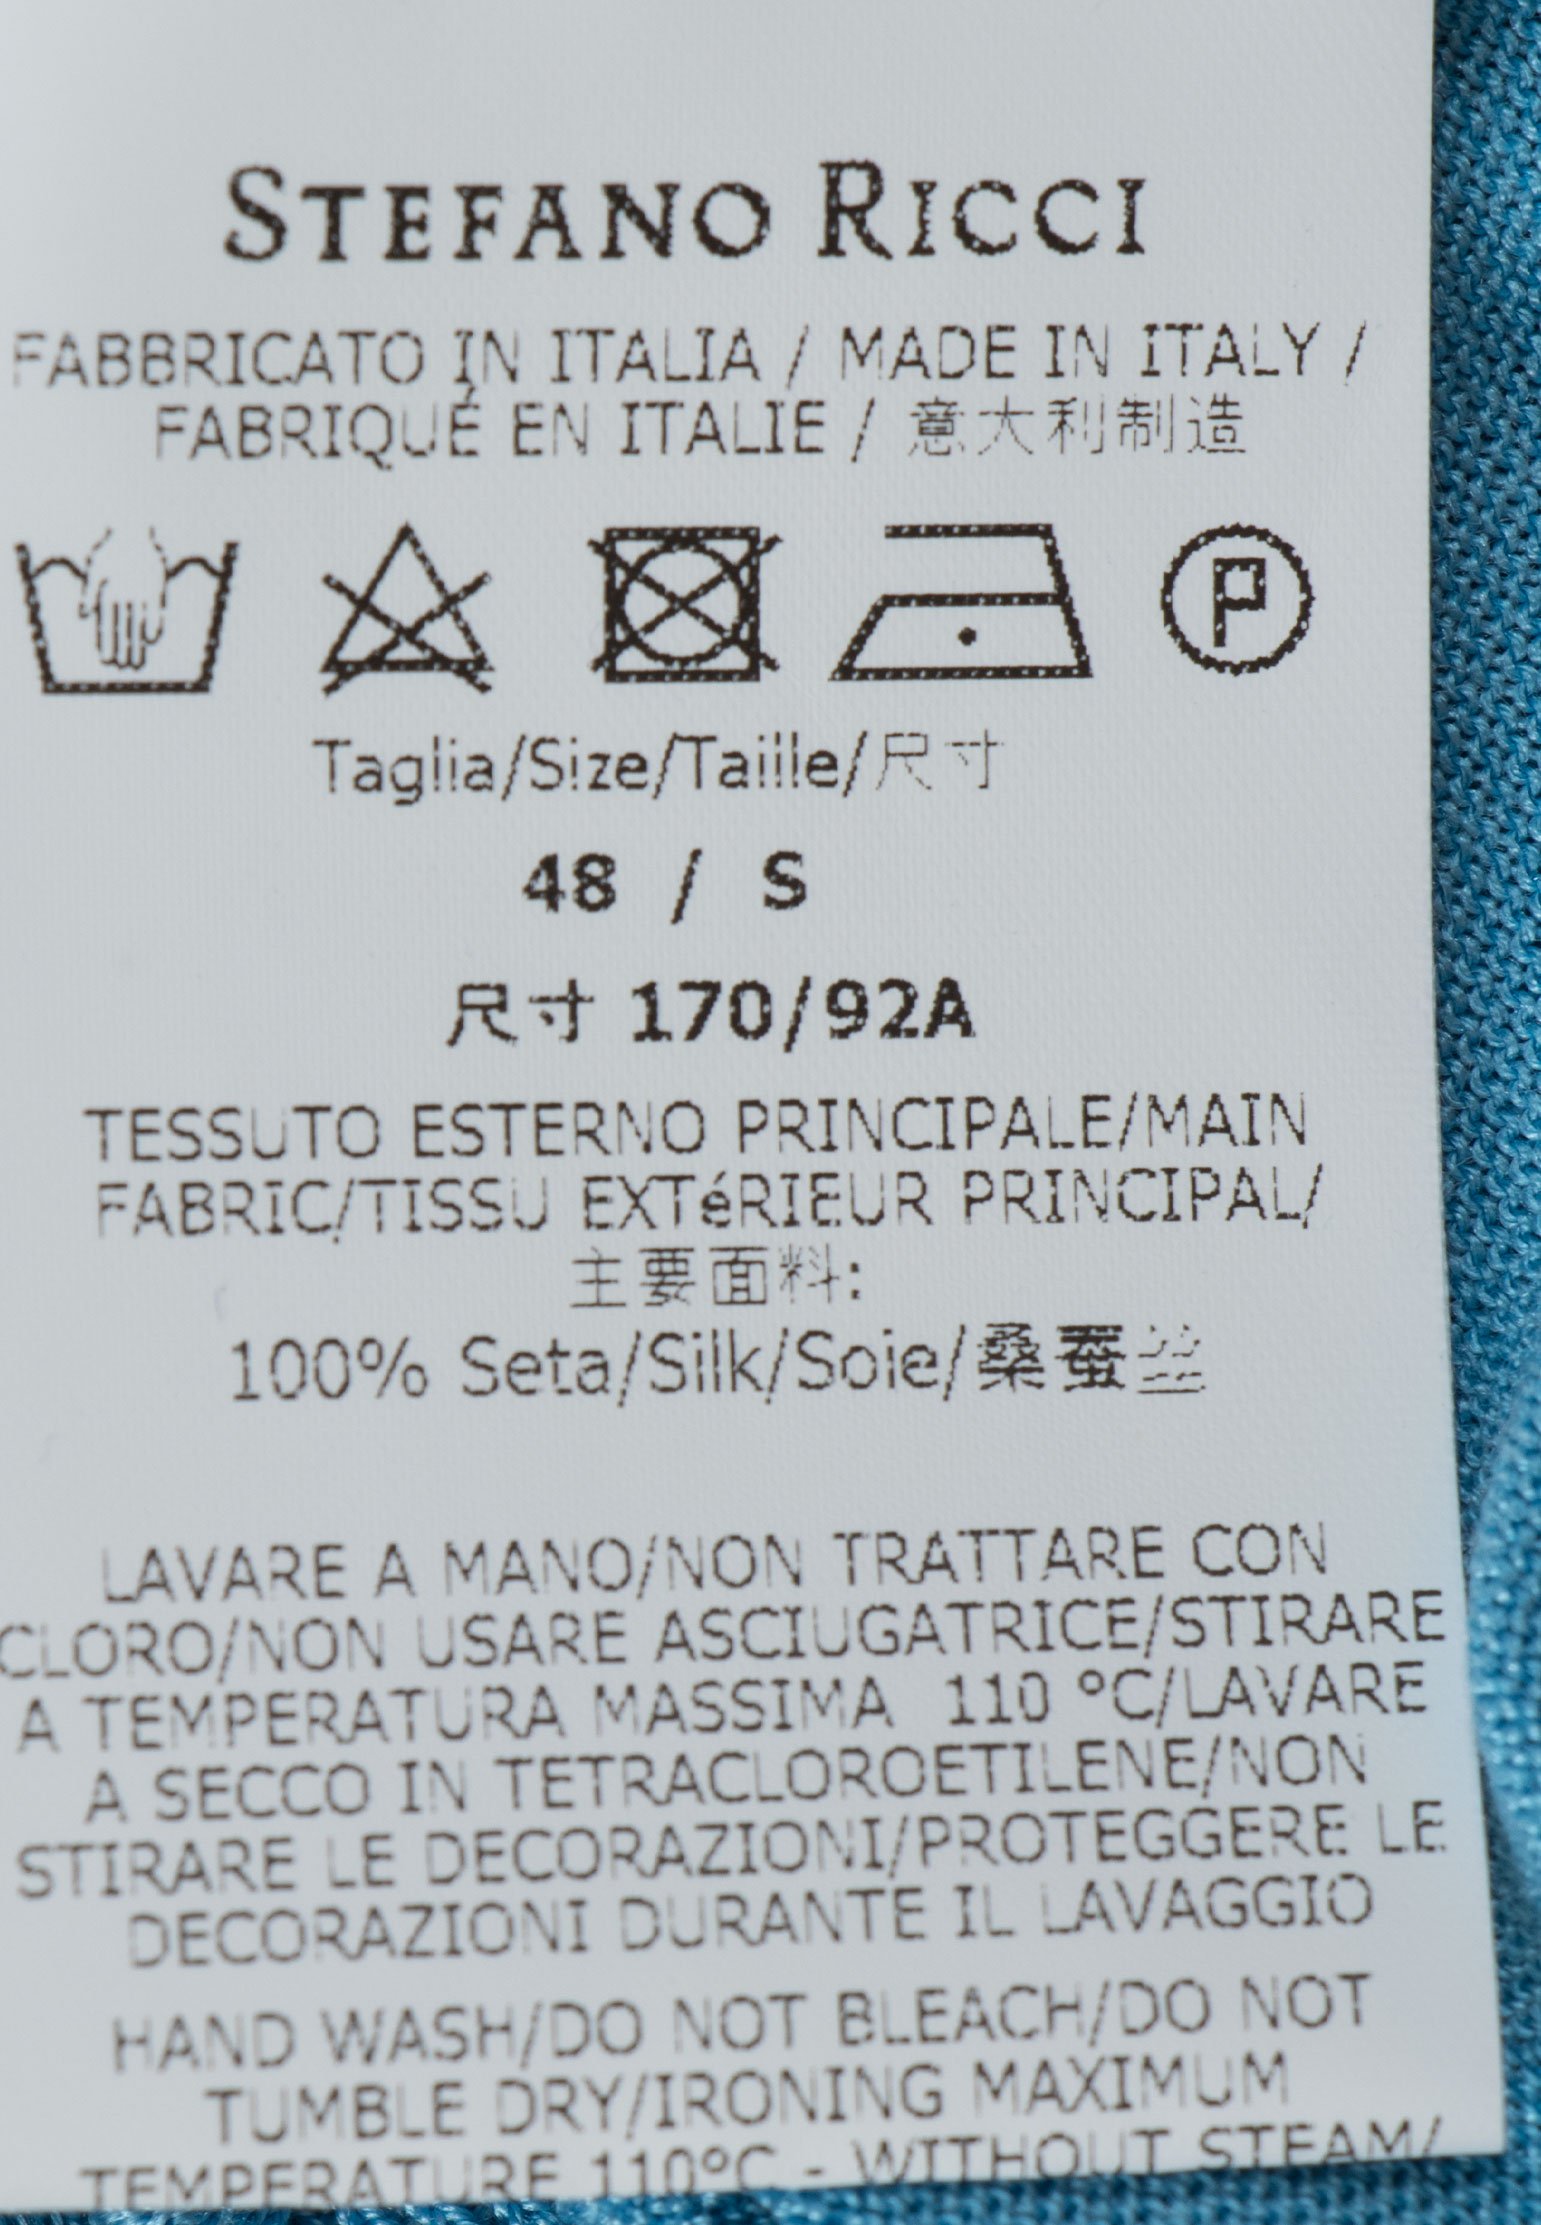 STEFANO RICCI
FABBRICATO IN ITALIA / MADE IN ITALY /
FABRIQUÉ EN ITALIE / 意大利制造
P
Taglia/Size/Taille/尺寸
48 / S
尺寸 170/92A
TESSUTO ESTERNO PRINCIPALE/MAIN
FABRIC/TISSU EXTéRIEUR PRINCIPAL/
主要面料:
100% Seta/Silk/Soie/桑蚕丝
LAVARE A MANO/NON TRATTARE CON
CLORO/NON USARE ASCIUGATRICE/STIRARE
A TEMPERATURA MASSIMA 110 °C/LAVARE
A SECCO IN TETRACLOROETILENE/NON
STIRARE LE DECORAZIONI/PROTEGGERE LE
DECORAZIONI DURANTE IL LAVAGGIO
HAND WASH/DO NOT BLEACH/DO NOT
TUMBLE DRY/IRONING MAXIMUM
TEMPERATURE 110°C - WITHOUT STEAM/